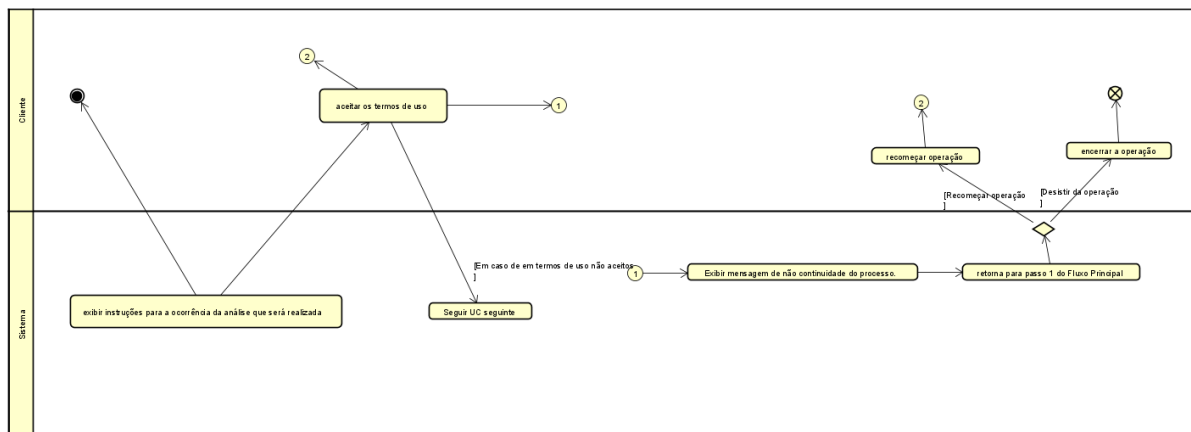 Cliente
2
aceitar os termos de uso
1
2
recomeçar operação
encerrar a operação
[Recomeçar operação
]
[Desistir da operação
]
Sistema
[Em caso de em termos de uso não aceitos
]
1
Exibir mensagem de não continuidade do processo.
retorna para passo 1 do Fluxo Principal
exibir instruções para a ocorrência da análise que será realizada
Seguir UC seguinte